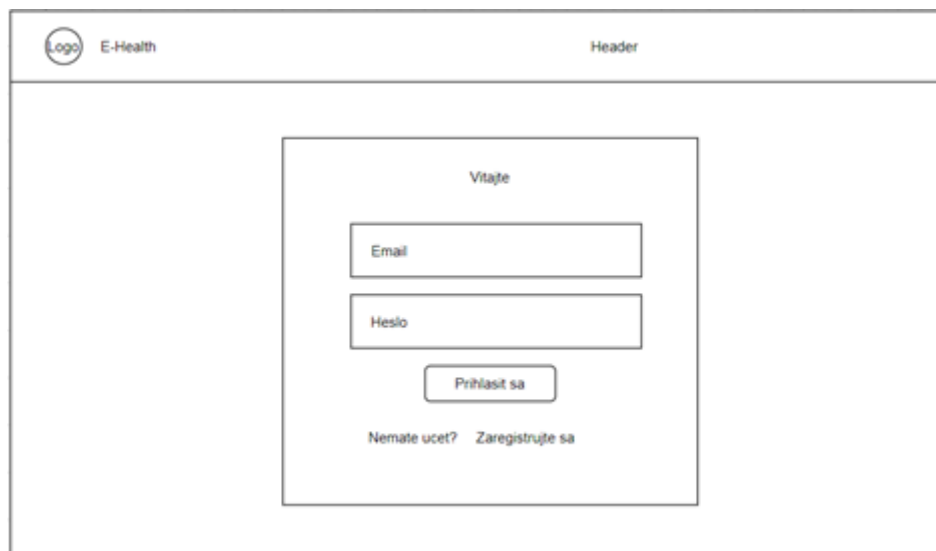 Logo E-Health Header
Vitajte
Email
Heslo
Prihlasit sa
Nemate ucet? Zaregistrujte sa